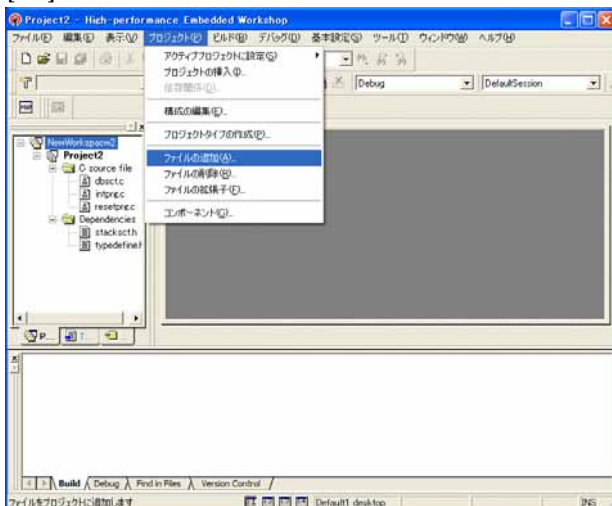 Project2 - High-performance Embedded Workshop
ファイル(F) 編集(E) 表示(V) プロジェクト(P) ビルド(B) デバッグ(D) 基本設定(S) ツール(T) ウィンドウ(W) ヘルプ(H)
アクティブプロジェクトに設定(S)
プロジェクトの挿入(I)...
依存関係(D)...
構成の編集(E)...
プロジェクトタイプの作成(P)...
ファイルの追加(A)...
ファイルの削除(R)...
ファイルの拡張子(F)...
コンポーネント(C)...
Debug
DefaultSession
NewWorkspace2
Project2
C source file
dbsct.c
intprg.c
resetprg.c
Dependencies
stacksct.h
typedefine.h
P...
T...
Build
Debug
Find in Files
Version Control
ファイルをプロジェクトに追加します
Default1 desktop
INS